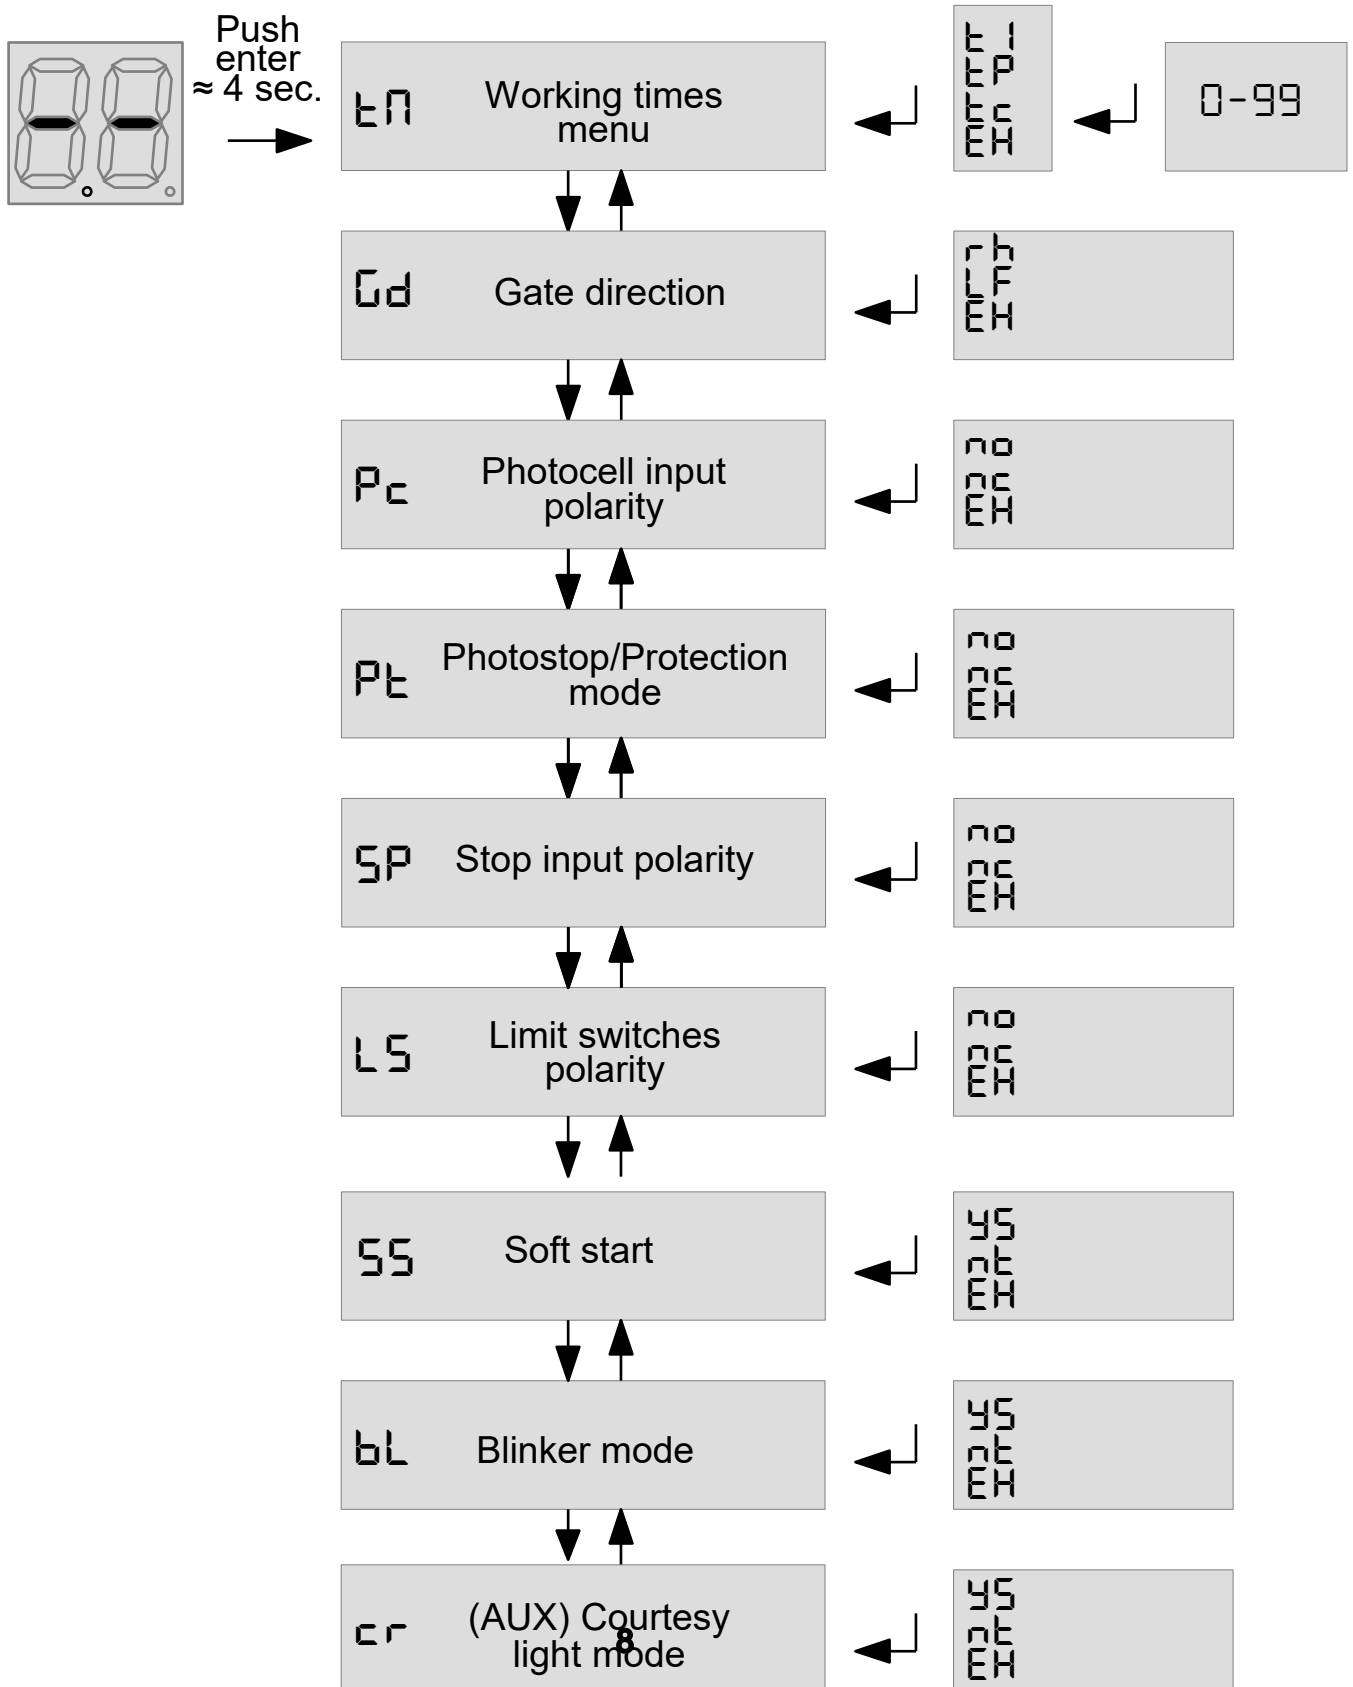 Push
enter
≈ 4 sec.
tM
Working times
menu
t1
tP
tc
EH
0-99
Gd
Gate direction
rh
LF
EH
Pc
Photocell input
polarity
no
nc
EH
Pt
Photostop/Protection
mode
no
nc
EH
SP
Stop input polarity
no
nc
EH
LS
Limit switches
polarity
no
nc
EH
SS
Soft start
YS
nt
EH
bL
Blinker mode
YS
nt
EH
cr
(AUX) Courtesy
light mode
YS
nt
EH
8